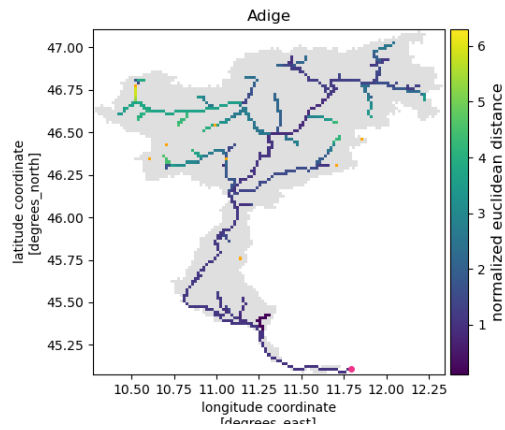 Adige
47.00
46.75
46.50
46.25
46.00
45.75
45.50
45.25
latitude coordinate
[degrees_north]
10.50 10.75 11.00 11.25 11.50 11.75 12.00 12.25
longitude coordinate
[degrees_east]
6
5
4
3
2
1
normalized euclidean distance